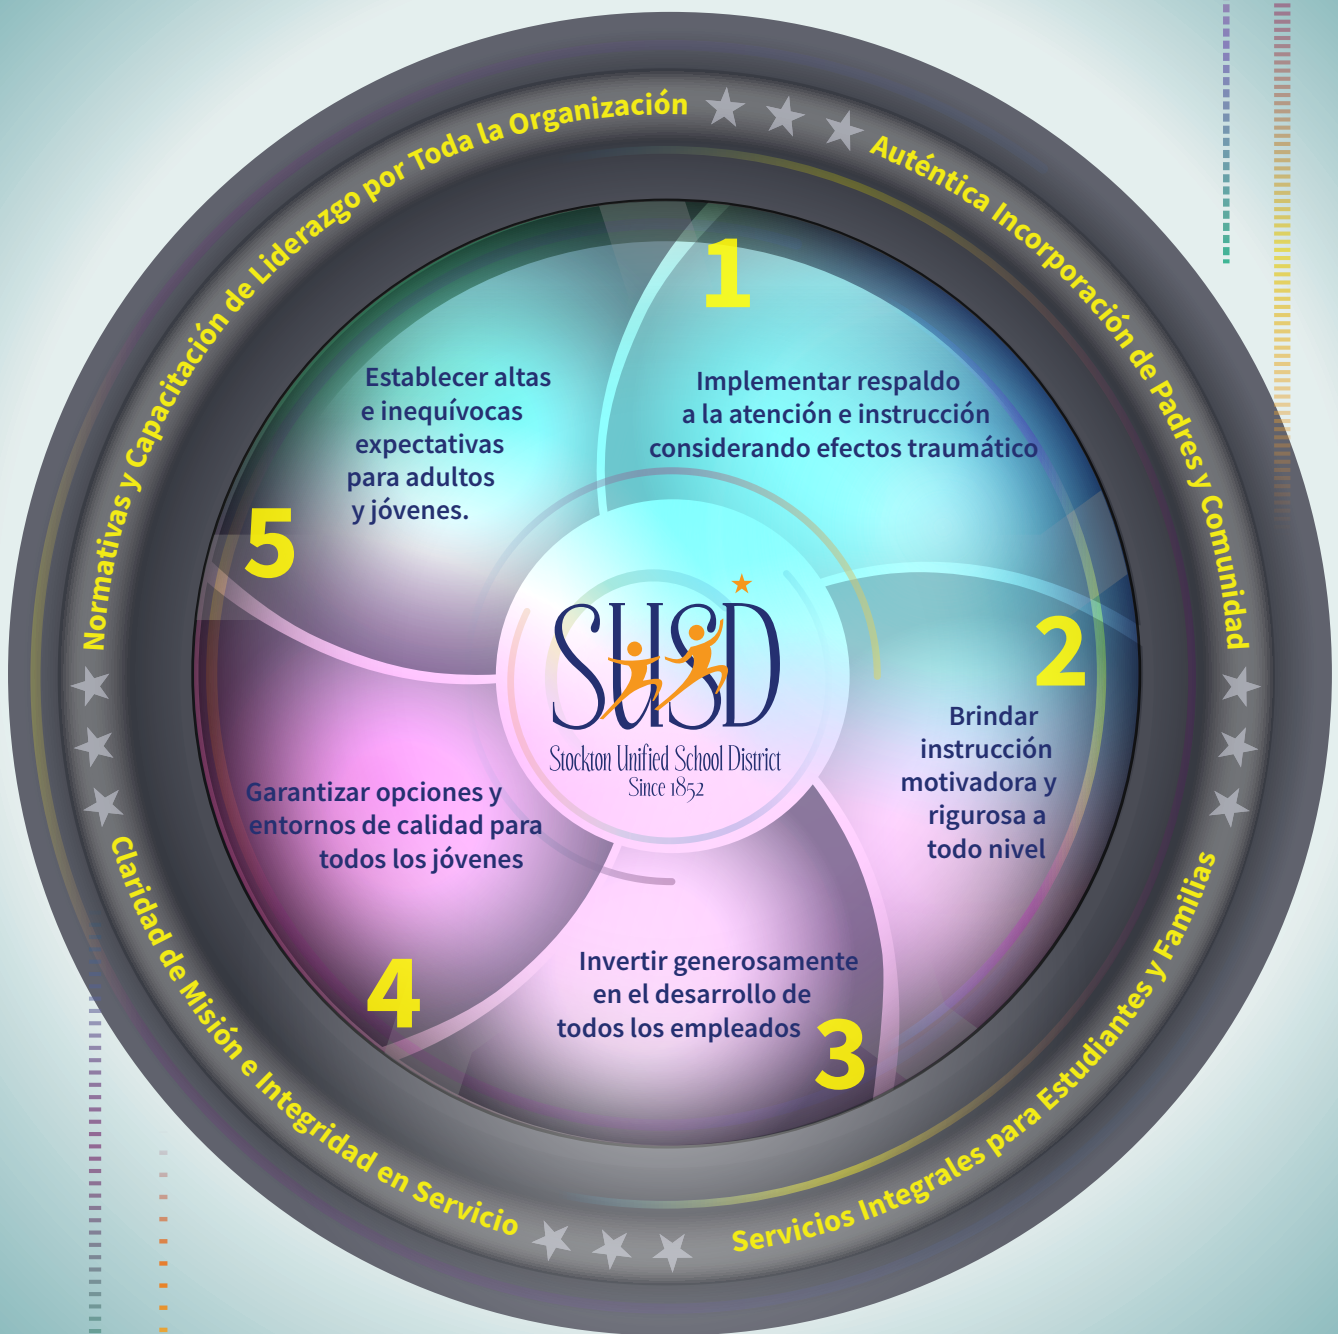 Normativas y Capacitación de Liderazgo por Toda la Organización
Auténtica Incorporación de Padres y Comunidad
Servicios Integrales para Estudiantes y Familias
Claridad de Misión e Integridad en Servicio
1
Implementar respaldo
a la atención e instrucción
considerando efectos traumático
2
Brindar
instrucción
motivadora y
rigurosa a
todo nivel
3
Invertir generosamente
en el desarrollo de
todos los empleados
4
Garantizar opciones y
entornos de calidad para
todos los jóvenes
5
Establecer altas
e inequívocas
expectativas
para adultos
y jóvenes.
SUSD
Stockton Unified School District
Since 1852